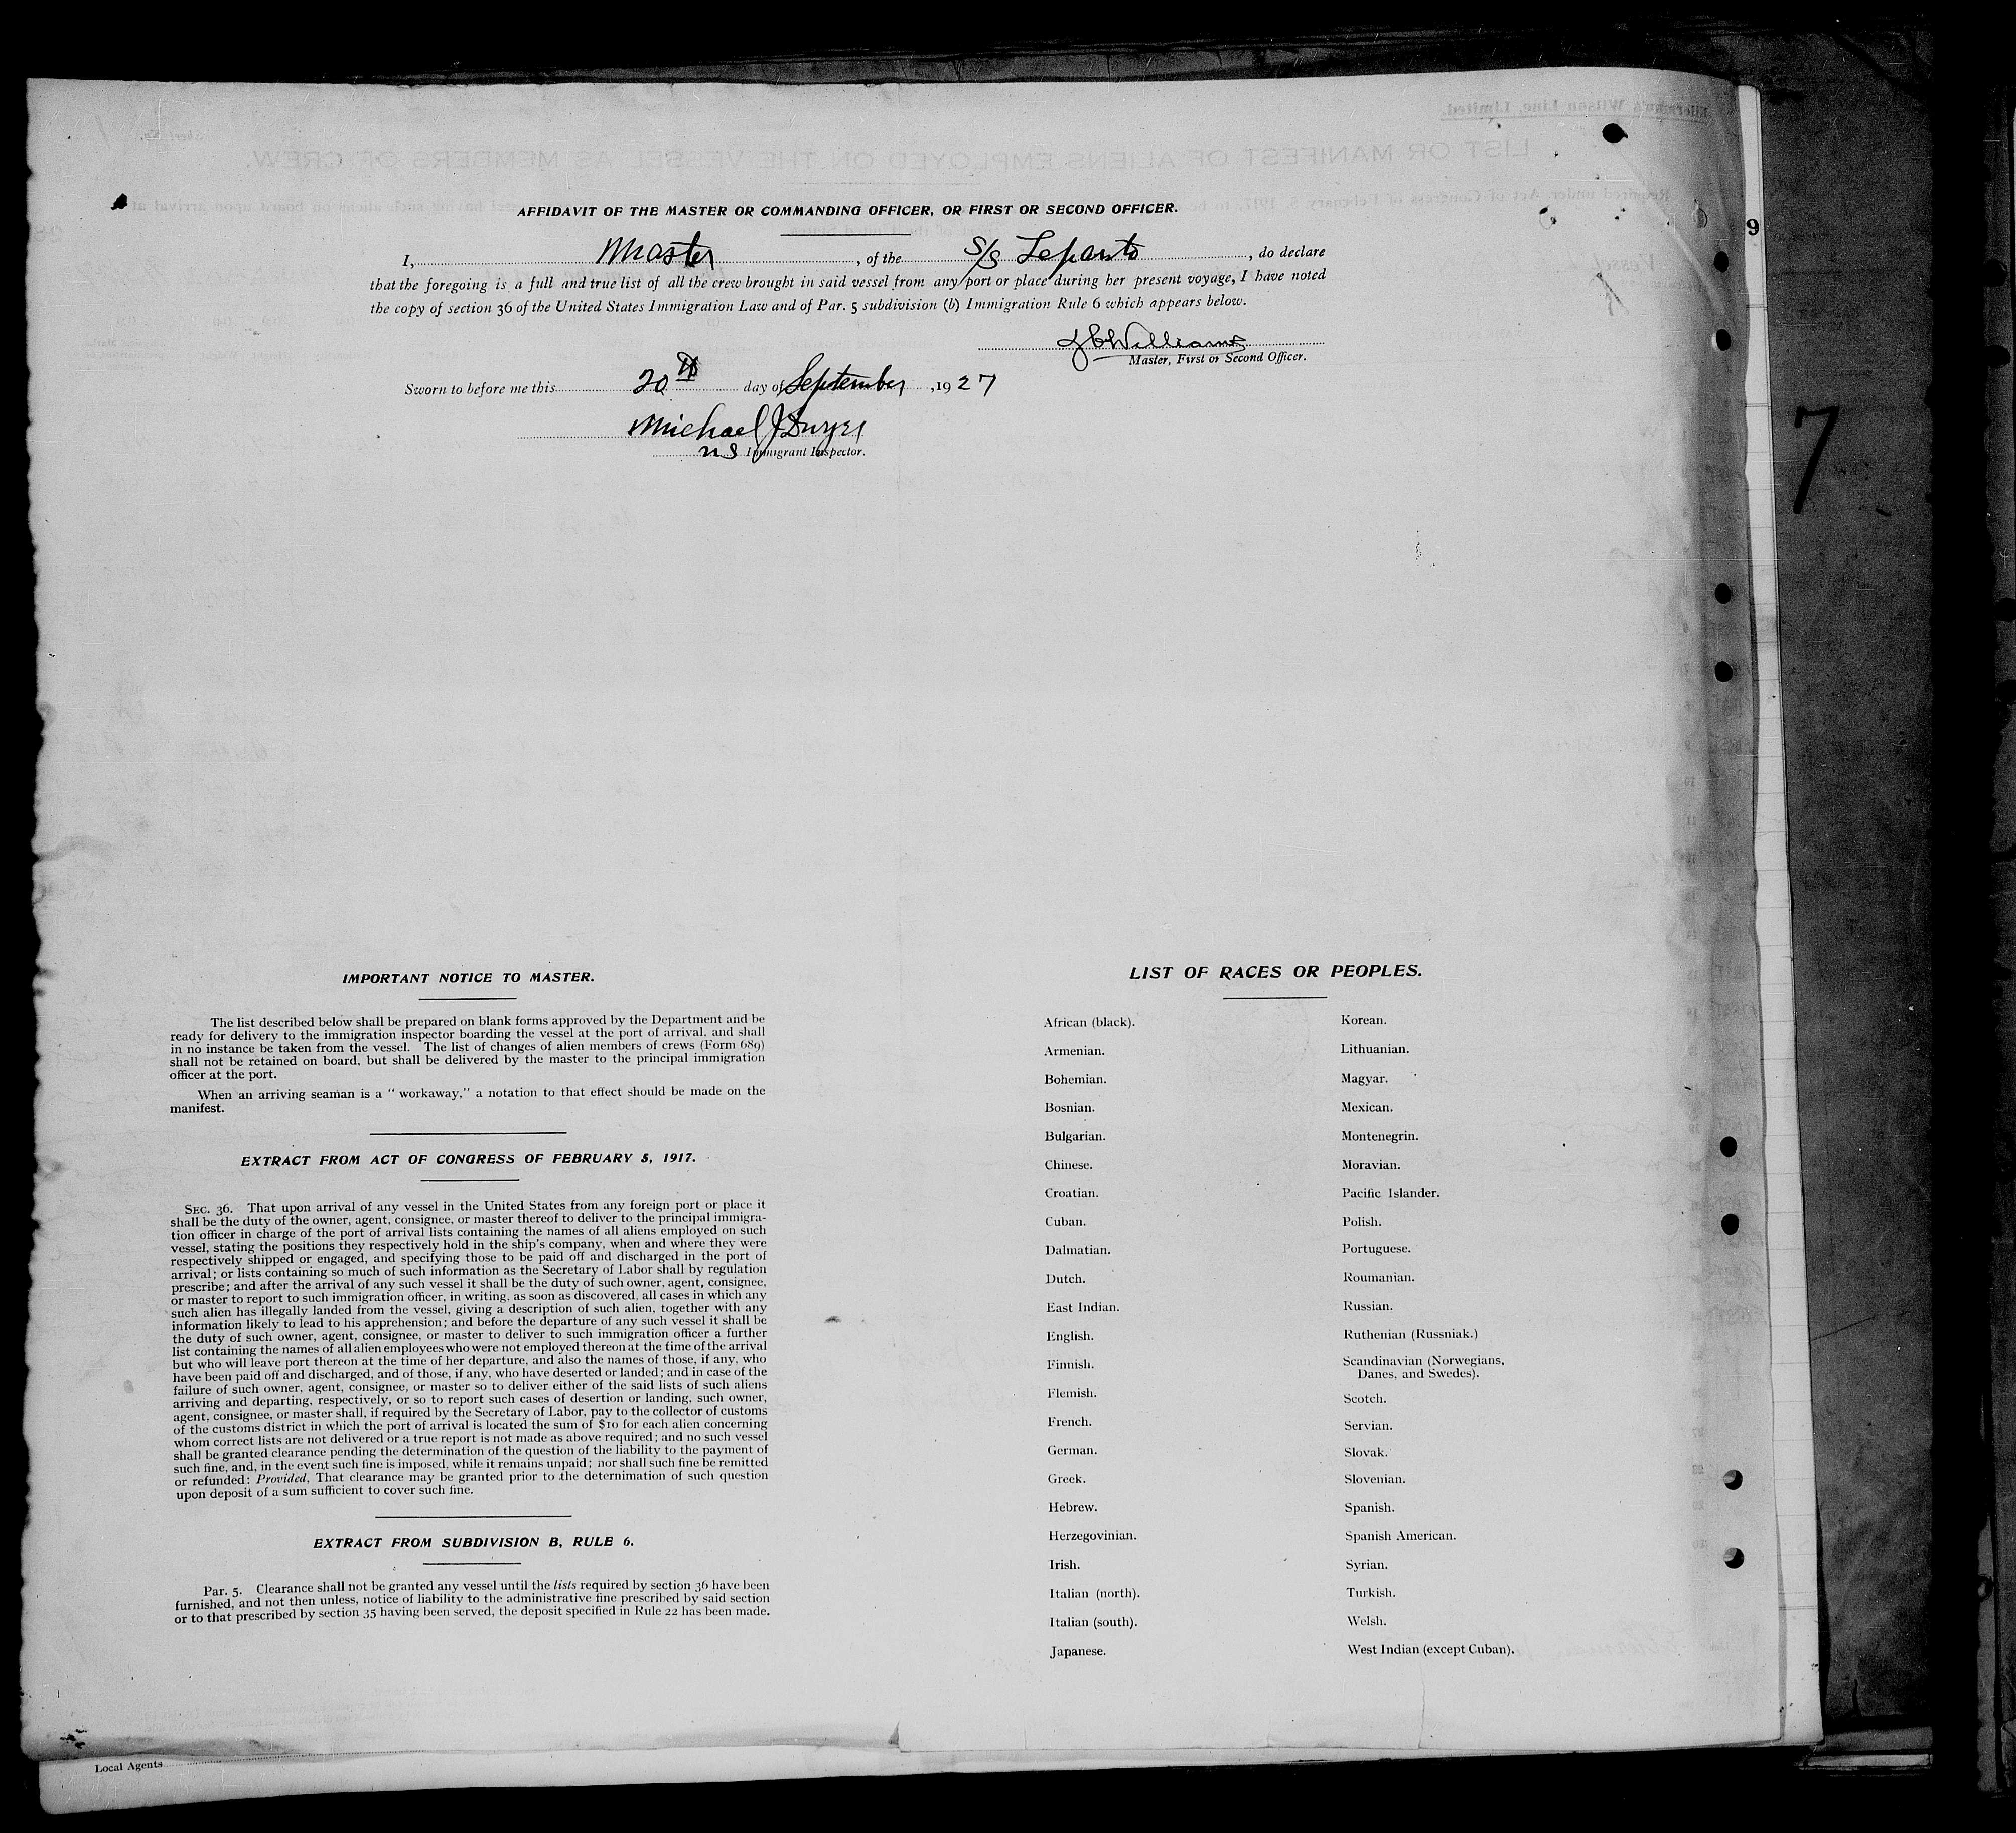 AFFIDAVIT OF THE MASTER OR COMMANDING OFFICER, OR FIRST OR SECOND OFFICER.
I, Master, of the S/S Lepanto, do declare
that the foregoing is a full and true list of all the crew brought in said vessel from any port or place during her present voyage, I have noted
the copy of section 36 of the United States Immigration Law and of Par. 5 subdivision (b) Immigration Rule 6 which appears below.
Williams
Master, First or Second Officer.
Sworn to before me this 20th day of September, 1927
Michael J Dwyer
Immigrant Inspector.
9
7
IMPORTANT NOTICE TO MASTER.
The list described below shall be prepared on blank forms approved by the Department and be
ready for delivery to the immigration inspector boarding the vessel at the port of arrival, and shall
in no instance be taken from the vessel. The list of changes of alien members of crews (Form 689)
shall not be retained on board, but shall be delivered by the master to the principal immigration
officer at the port.
When an arriving seaman is a "workaway," a notation to that effect should be made on the
manifest.
EXTRACT FROM ACT OF CONGRESS OF FEBRUARY 5, 1917.
SEC. 36. That upon arrival of any vessel in the United States from any foreign port or place it
shall be the duty of the owner, agent, consignee, or master thereof to deliver to the principal immigra-
tion officer in charge of the port of arrival lists containing the names of all aliens employed on such
vessel, stating the positions they respectively hold in the ship's company, when and where they were
respectively shipped or engaged, and specifying those to be paid off and discharged in the port of
arrival; or lists containing so much of such information as the Secretary of Labor shall by regulation
prescribe; and after the arrival of any such vessel it shall be the duty of such owner, agent, consignee,
or master to report to such immigration officer, in writing, as soon as discovered, all cases in which any
such alien has illegally landed from the vessel, giving a description of such alien, together with any
information likely to lead to his apprehension; and before the departure of any such vessel it shall be
the duty of such owner, agent, consignee, or master to deliver to such immigration officer a further
list containing the names of all alien employees who were not employed thereon at the time of the arrival
but who will leave port thereon at the time of her departure, and also the names of those, if any, who
have been paid off and discharged, and of those, if any, who have deserted or landed; and in case of the
failure of such owner, agent, consignee, or master so to deliver either of the said lists of such aliens
arriving and departing, respectively, or so to report such cases of desertion or landing, such owner,
agent, consignee, or master shall, if required by the Secretary of Labor, pay to the collector of customs
of the customs district in which the port of arrival is located the sum of $10 for each alien concerning
whom correct lists are not delivered or a true report is not made as above required; and no such vessel
shall be granted clearance pending the determination of the question of the liability to the payment of
such fine, and, in the event such fine is imposed, while it remains unpaid; nor shall such fine be remitted
or refunded: Provided, That clearance may be granted prior to the deternimation of such question
upon deposit of a sum sufficient to cover such fine.
EXTRACT FROM SUBDIVISION B, RULE 6.
Par. 5. Clearance shall not be granted any vessel until the lists required by section 36 have been
furnished, and not then unless, notice of liability to the administrative fine prescribed by said section
or to that prescribed by section 35 having been served, the deposit specified in Rule 22 has been made.
LIST OF RACES OR PEOPLES.
African (black).
Armenian.
Bohemian.
Bosnian.
Bulgarian.
Chinese.
Croatian.
Cuban.
Dalmatian.
Dutch.
East Indian.
English.
Finnish.
Flemish.
French.
German.
Greek.
Hebrew.
Herzegovinian.
Irish.
Italian (north).
Italian (south).
Japanese.
Korean.
Lithuanian.
Magyar.
Mexican.
Montenegrin.
Moravian.
Pacific Islander.
Polish.
Portuguese.
Roumanian.
Russian.
Ruthenian (Russniak.)
Scandinavian (Norwegians,
Danes, and Swedes).
Scotch.
Servian.
Slovak.
Slovenian.
Spanish.
Spanish American.
Syrian.
Turkish.
Welsh.
West Indian (except Cuban).
Local Agents